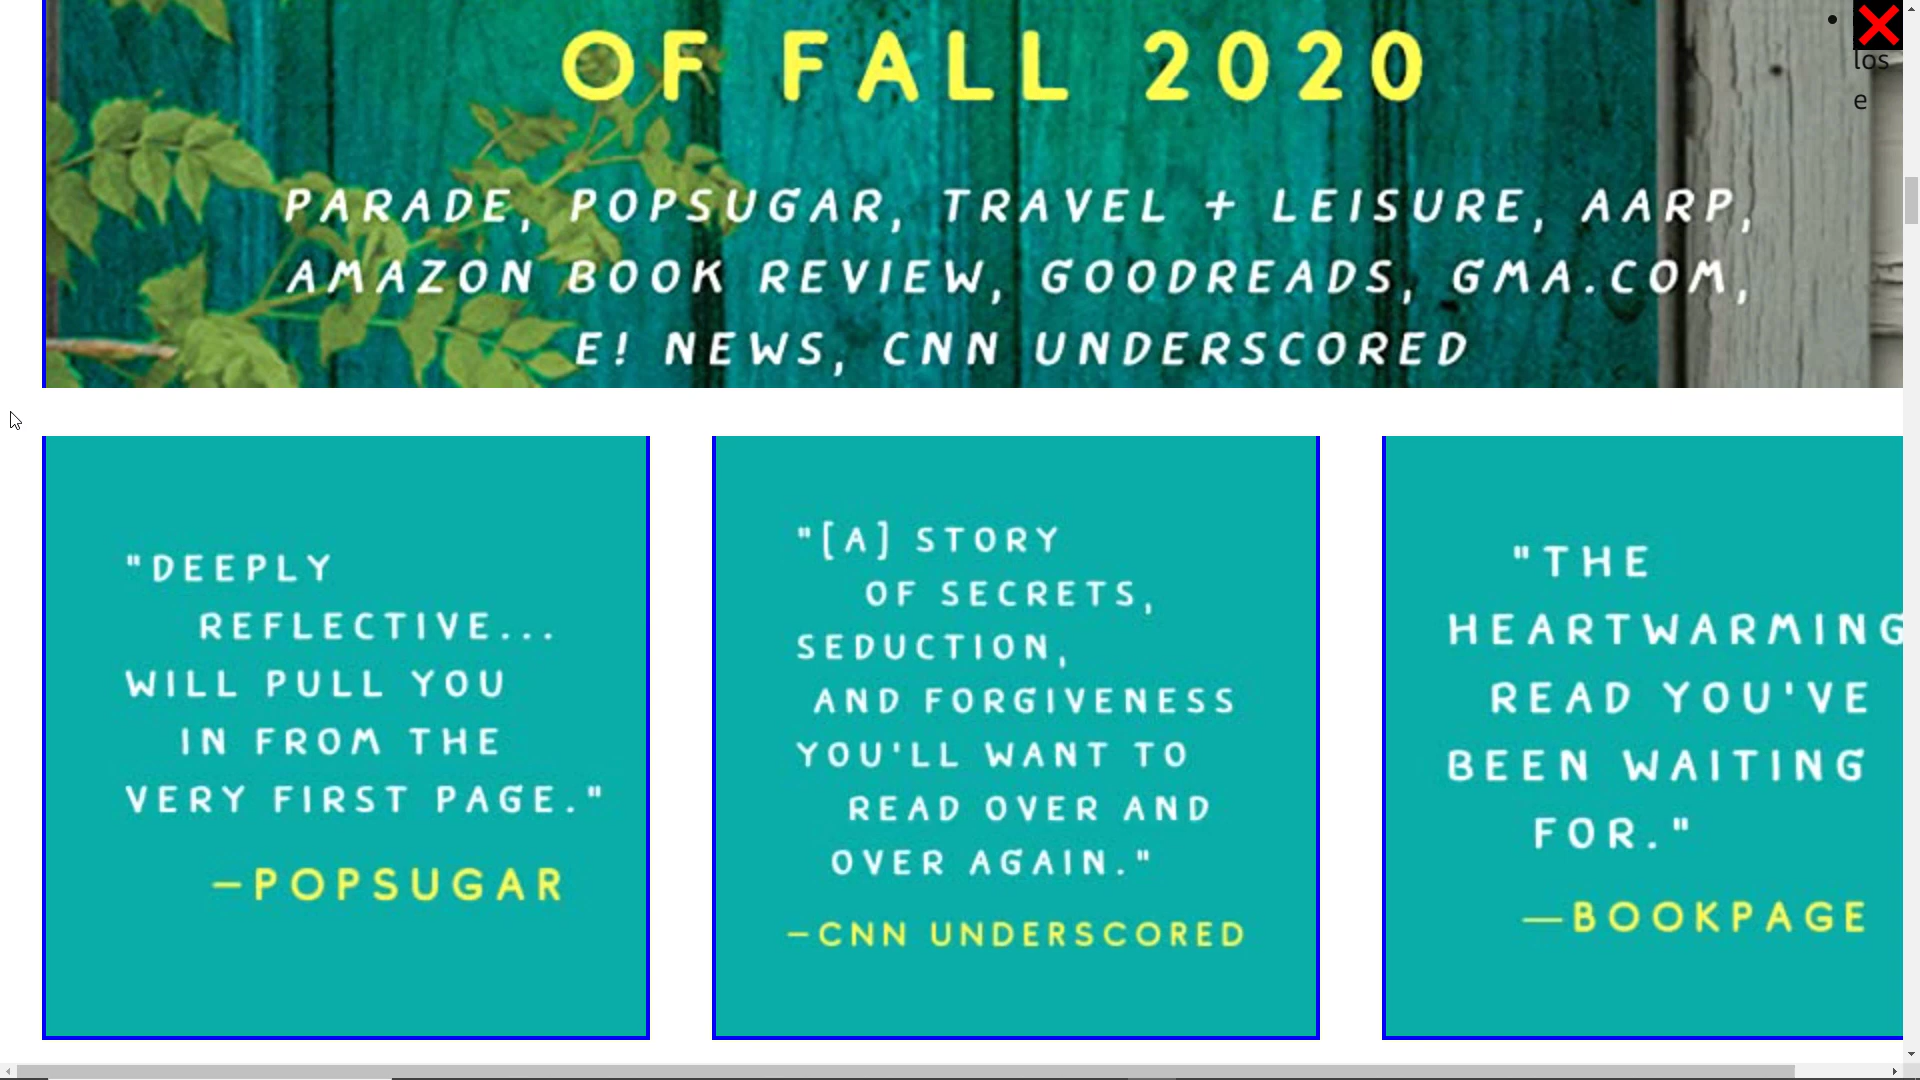 OF FALL 2020
los
e
PARADE, POPSUGAR, TRAVEL + LEISURE, AARP,
AMAZON BOOK REVIEW, GOODREADS, GMA.COM,
E! NEWS, CNN UNDERSCORED
"DEEPLY
REFLECTIVE...
WILL PULL YOU
IN FROM THE
VERY FIRST PAGE."
—POPSUGAR
"[A] STORY
OF SECRETS,
SEDUCTION,
AND FORGIVENESS
YOU'LL WANT TO
READ OVER AND
OVER AGAIN."
—CNN UNDERSCORED
"THE
HEARTWARMING
READ YOU'VE
BEEN WAITING
FOR."
—BOOKPAGE